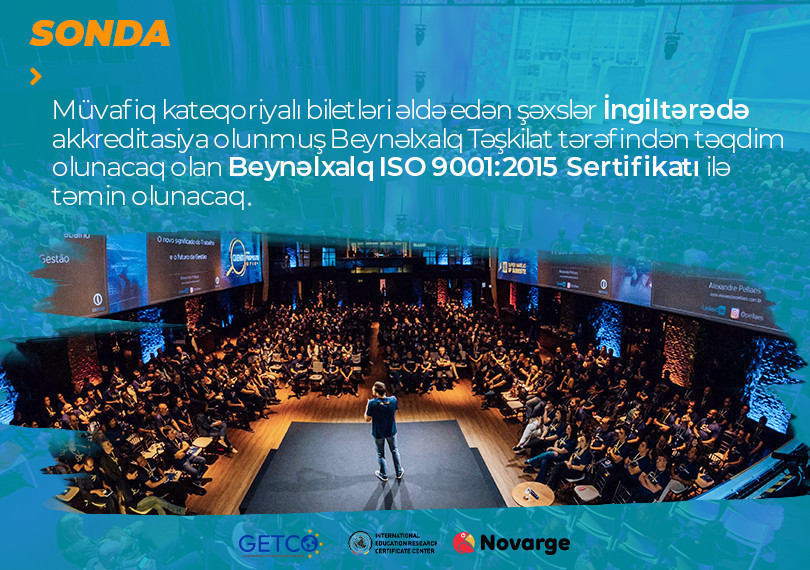 SONDA
Müvafiq kateqoriyalı biletləri əldə edən şəxslər İngiltərədə
akkreditasiya olunmuş Beynəlxalq Təşkilat tərəfindən təqdim
olunacaq olan Beynəlxalq ISO 9001:2015 Sertifikatı ilə
təmin olunacaq.
Gestão
O novo significado do Trabalho
e o futuro da Gestão
CLIENTE
Alexandre Pellaes
@pellaes
GETCO
INTERNATIONAL
EDUCATION RESEARCH
CERTIFICATE CENTER
Novarge